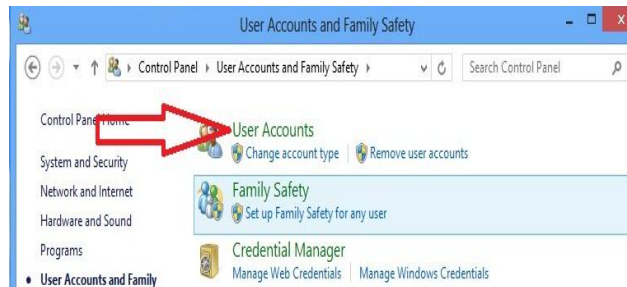 User Accounts and Family Safety
Control Panel User Accounts and Family Safety
Search Control Panel
Control Panel Home
System and Security
Network and Internet
Hardware and Sound
Programs
• User Accounts and Family
User Accounts
Change account type Remove user accounts
Family Safety
Set up Family Safety for any user
Credential Manager
Manage Web Credentials Manage Windows Credentials